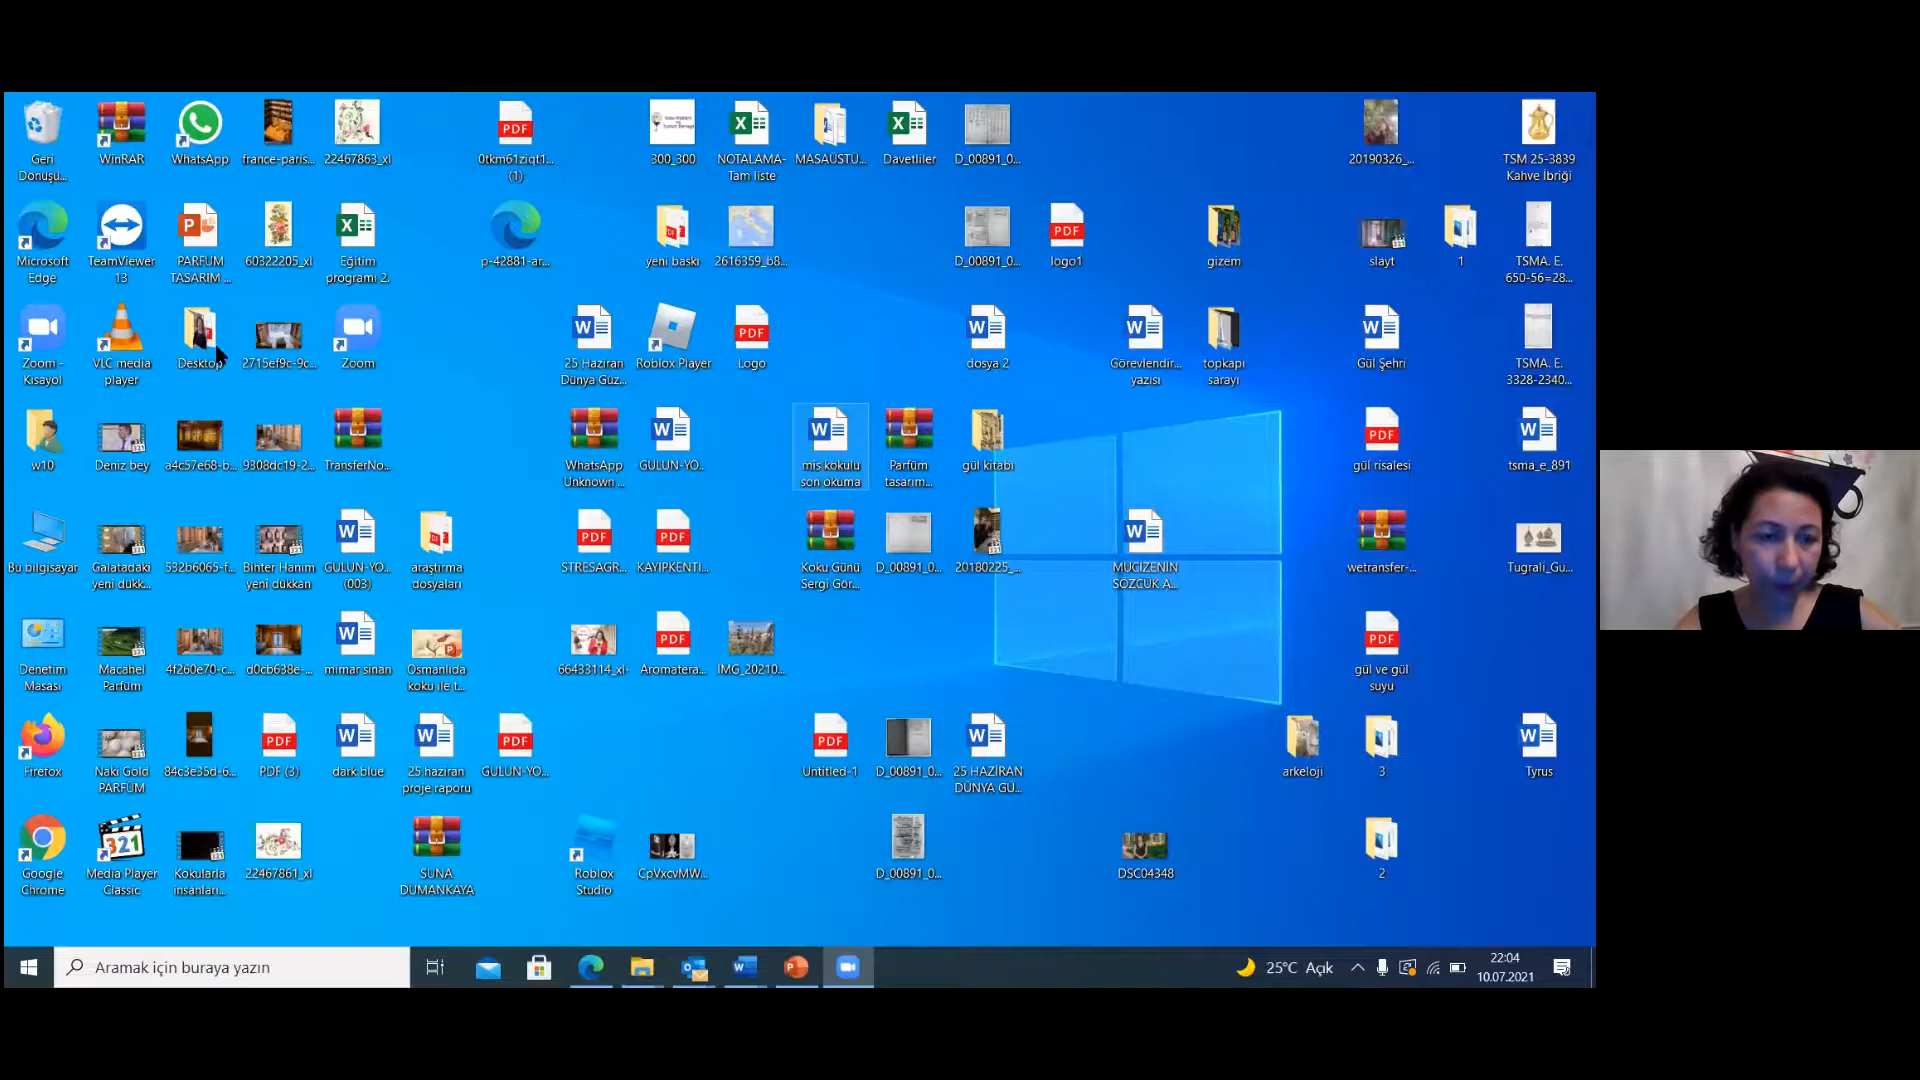 Geri
Dönüşü...
WinRAR
WhatsApp
france-paris...
22467863_xl
0tkm61ziqt1...
(1)
300_300
NOTALAMA-
Tam liste
MASAÜSTÜ...
Davetliler
D_00891_0...
20190326_...
TSM 25-3839
Kahve İbriği
Microsoft
Edge
TeamViewer
13
PARFÜM
TASARIM ...
60322205_xl
Eğitim
programı 2.
p-42881-ar...
yeni baskı
2616359_b8...
D_00891_0...
logo1
gizem
slayt
1
TSMA. E.
650-56=28...
Zoom -
Kısayol
VLC media
player
Desktop
2715ef9c-9c...
Zoom
25 Haziran
Dünya Güz...
Roblox Player
Logo
dosya 2
Görevlendir...
yazısı
topkapı
sarayı
Gül Şehri
TSMA. E.
3328-2340...
w10
Deniz bey
a4c57e68-b...
9308dc19-2...
TransferNo...
WhatsApp
Unknown ...
GÜLÜN-YO...
mis kokulu
son okuma
Parfüm
tasarım...
gül kitabı
gül risalesi
tsma_e_891
Bu bilgisayar
Galatadaki
yeni dükk...
532b6065-f...
Bihter Hanım
yeni dükkan
GÜLÜN-YO...
(003)
araştırma
dosyaları
STRESAGR...
KAYIPKENTI...
Koku Günü
Sergi Gör...
D_00891_0...
20180225_...
MUCİZENİN
SÖZCÜK A...
wetransfer-...
Tugrali_Gu...
Denetim
Masası
Macahel
Parfüm
4f260e70-c...
d0cb638e-...
mimar sinan
Osmanlıda
koku ile t...
66433114_xl-
Aromatera...
IMG_20210...
gül ve gül
suyu
Firefox
Naki Gold
PARFÜM
84c3e35d-6...
PDF (3)
dark blue
25 haziran
proje raporu
GÜLÜN-YO...
Untitled-1
D_00891_0...
25 HAZİRAN
DÜNYA GÜ...
arkeloji
3
Tyrus
Google
Chrome
Media Player
Classic
Kokularla
insanları...
22467861_xl
SUNA
DUMANKAYA
Roblox
Studio
CpVxcvMW...
D_00891_0...
DSC04348
2
Aramak için buraya yazın
25°C Açık
22:04
10.07.2021